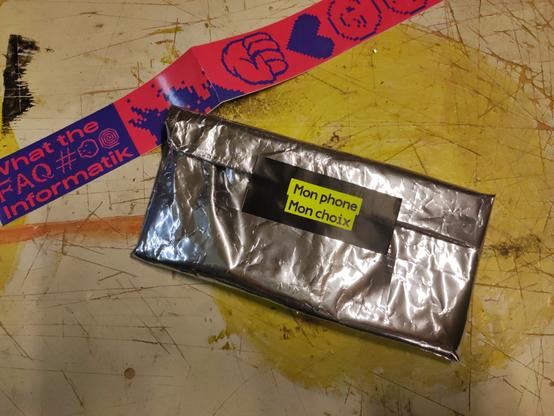 What the
FAQ #
Informatik
Mon phone
Mon choix